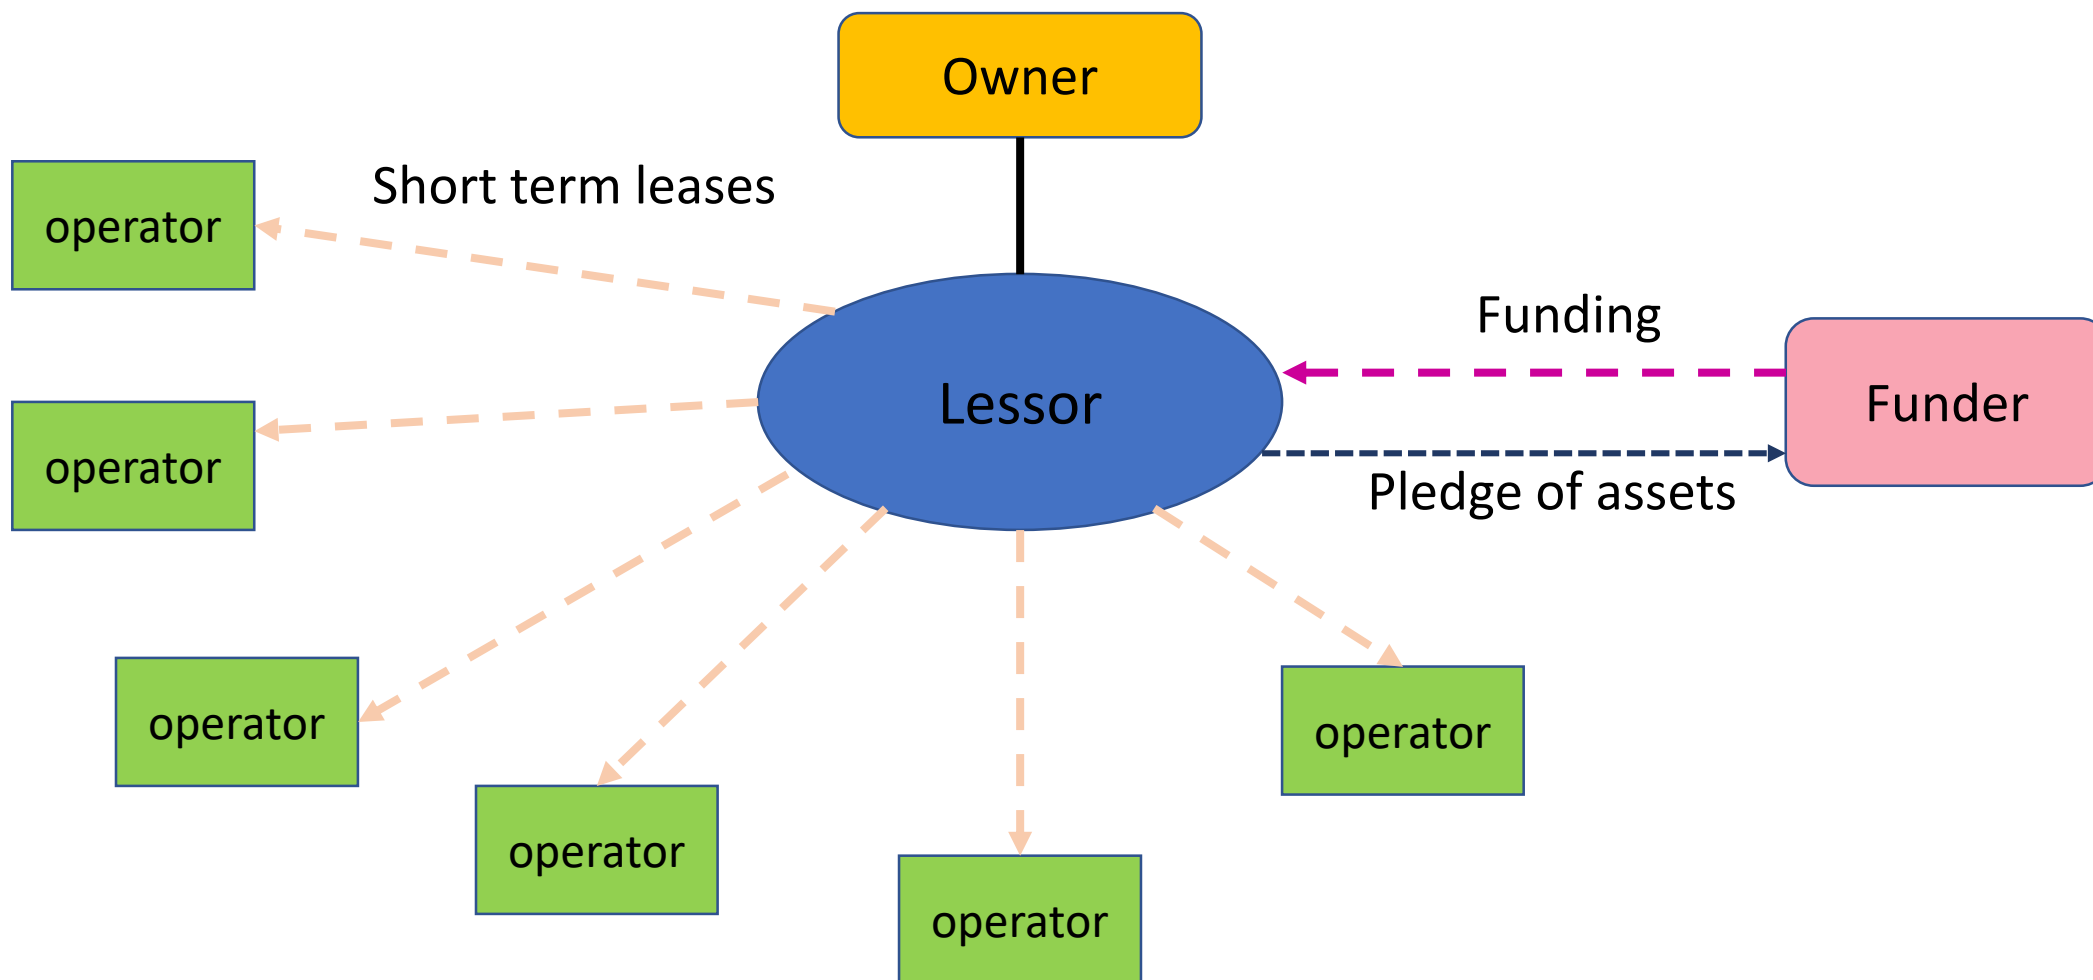 Owner
Short term leases
operator
Funding
Lessor
Funder
operator
Pledge of assets
operator
operator
operator
operator